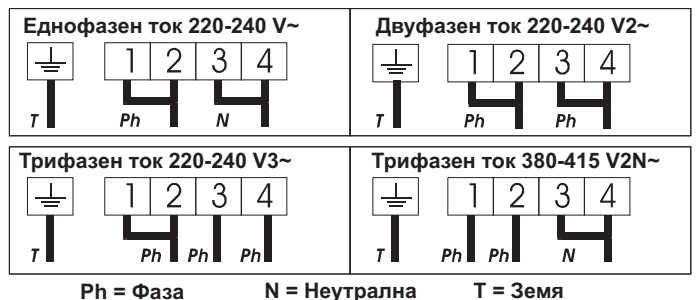 Еднофазен ток 220-240 V~
1 2 3 4
T Ph N
Двуфазен ток 220-240 V2~
1 2 3 4
T Ph Ph
Трифазен ток 220-240 V3~
1 2 3 4
T Ph Ph Ph
Трифазен ток 380-415 V2N~
1 2 3 4
T Ph Ph N
Ph = Фаза N = Неутрална T = Земя